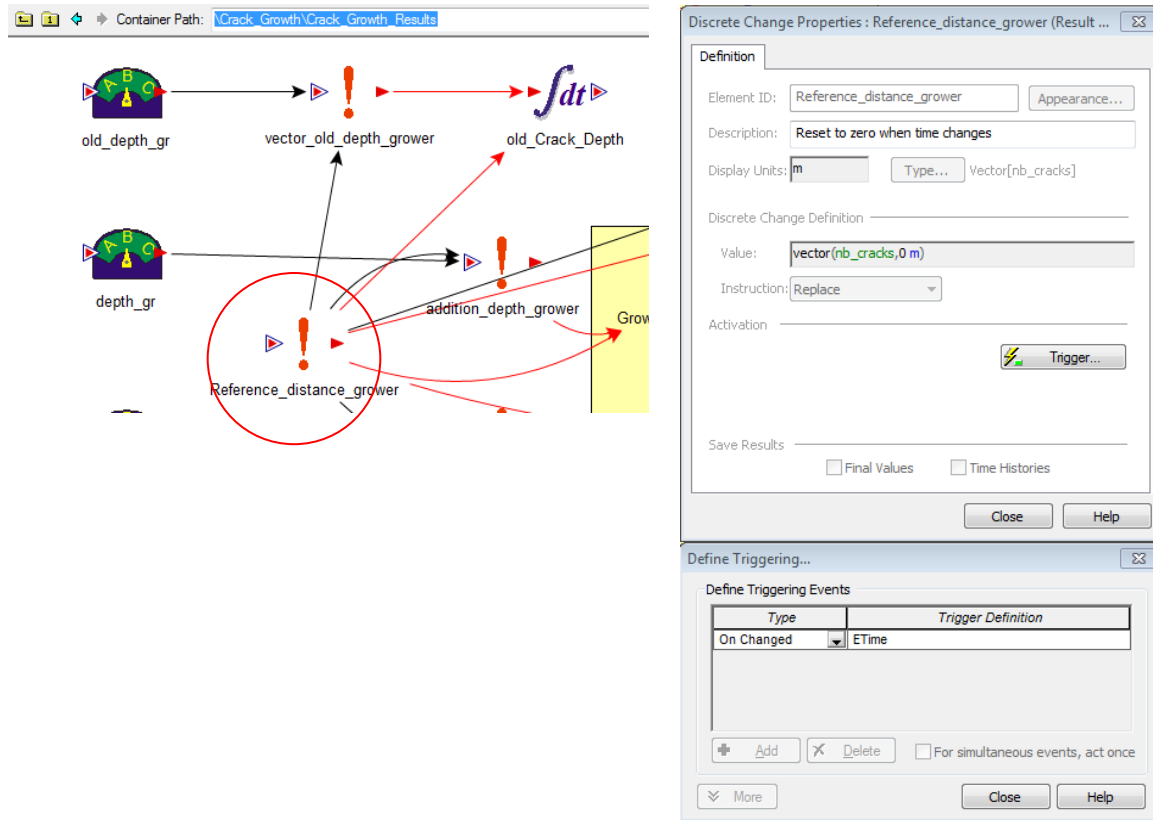 Container Path: \Crack_Growth\Crack_Growth_Results
A B C
old_depth_gr
vector_old_depth_grower
∫dt
old_Crack_Depth
A B C
depth_gr
addition_depth_grower
Grow
Reference_distance_grower
Discrete Change Properties : Reference_distance_grower (Result ...
Definition
Element ID: Reference_distance_grower Appearance...
Description: Reset to zero when time changes
Display Units: m Type... Vector[nb_cracks]
Discrete Change Definition
Value: vector(nb_cracks,0 m)
Instruction: Replace
Activation
Trigger...
Save Results
Final Values Time Histories
Close Help
Define Triggering...
Define Triggering Events
Type Trigger Definition
On Changed ETime
Add Delete For simultaneous events, act once
More Close Help